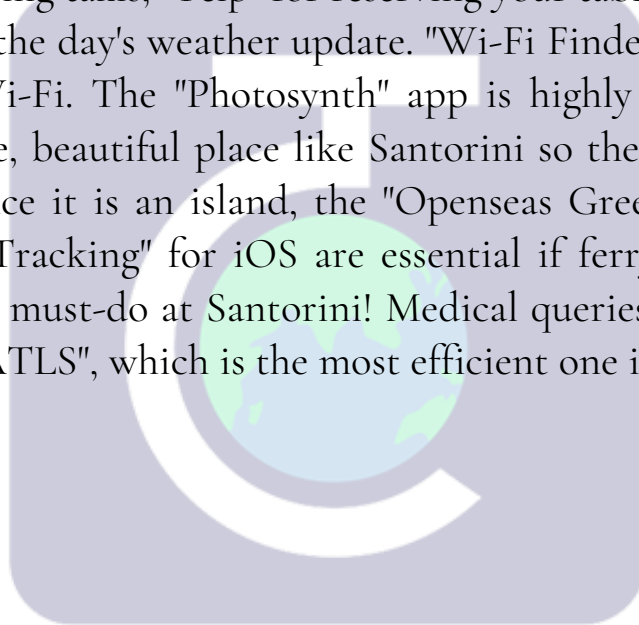 the day's weather update. "Wi-Fi Finde
i-Fi. The "Photosynth" app is highly
e, beautiful place like Santorini so the
ce it is an island, the "Openseas Gree
Tracking" for iOS are essential if ferr
must-do at Santorini! Medical queries
ATLS", which is the most efficient one i